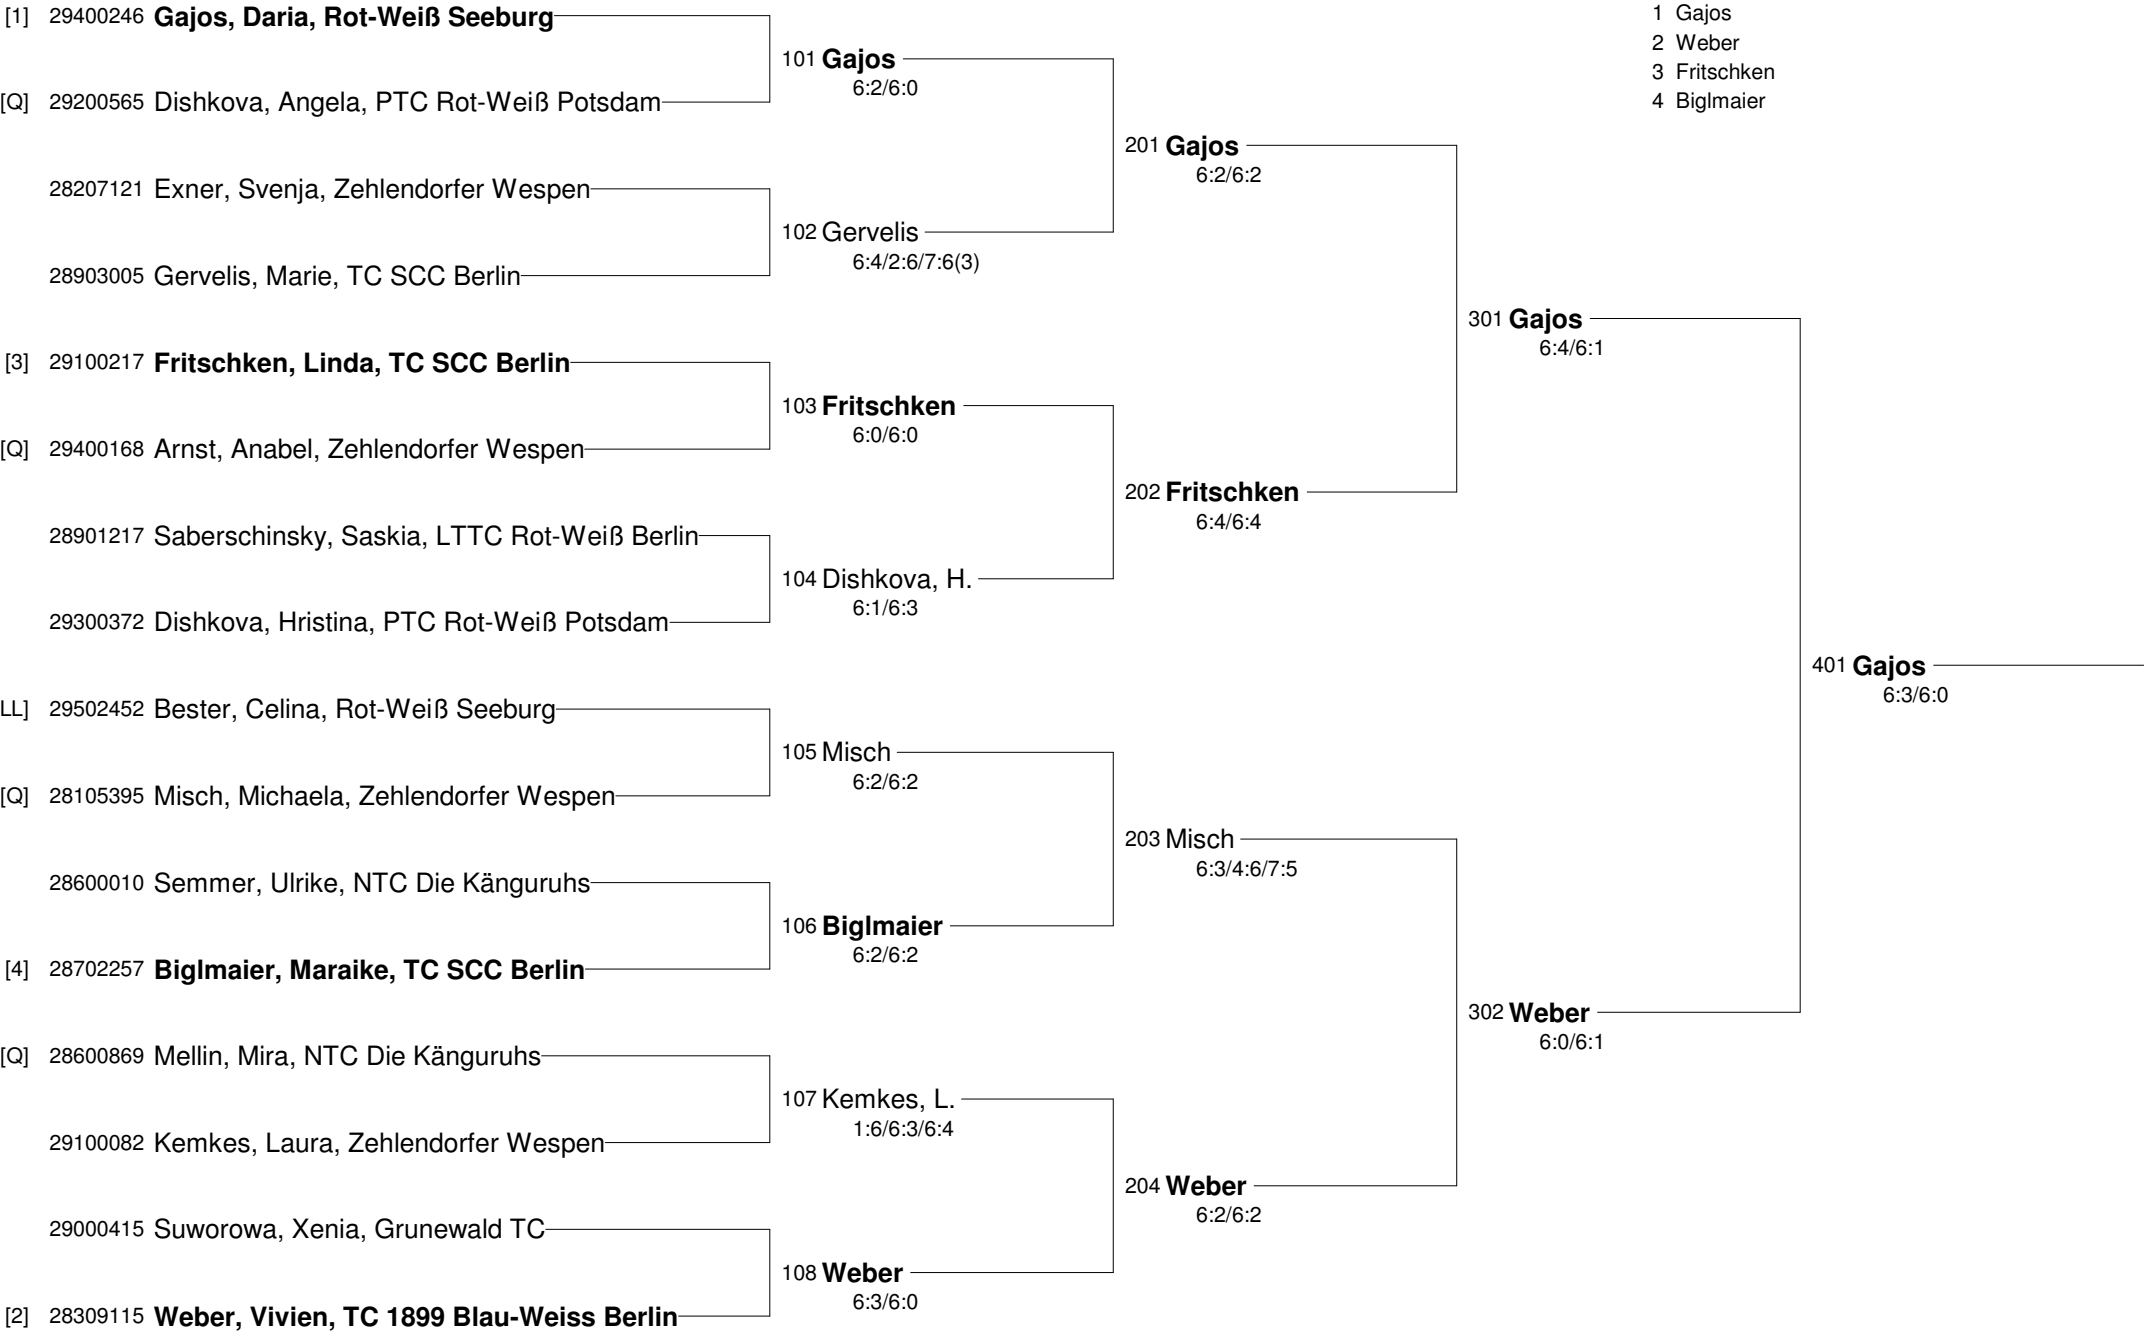 [1] 29400246 Gajos, Daria, Rot-Weiß Seeburg
[Q] 29200565 Dishkova, Angela, PTC Rot-Weiß Potsdam
28207121 Exner, Svenja, Zehlendorfer Wespen
28903005 Gervelis, Marie, TC SCC Berlin
[3] 29100217 Fritschken, Linda, TC SCC Berlin
[Q] 29400168 Arnst, Anabel, Zehlendorfer Wespen
28901217 Saberschinsky, Saskia, LTTC Rot-Weiß Berlin
29300372 Dishkova, Hristina, PTC Rot-Weiß Potsdam
LL] 29502452 Bester, Celina, Rot-Weiß Seeburg
[Q] 28105395 Misch, Michaela, Zehlendorfer Wespen
28600010 Semmer, Ulrike, NTC Die Känguruhs
[4] 28702257 Biglmaier, Maraike, TC SCC Berlin
[Q] 28600869 Mellin, Mira, NTC Die Känguruhs
29100082 Kemkes, Laura, Zehlendorfer Wespen
29000415 Suworowa, Xenia, Grunewald TC
[2] 28309115 Weber, Vivien, TC 1899 Blau-Weiss Berlin
101 Gajos
6:2/6:0
102 Gervelis
6:4/2:6/7:6(3)
103 Fritschken
6:0/6:0
104 Dishkova, H.
6:1/6:3
105 Misch
6:2/6:2
106 Biglmaier
6:2/6:2
107 Kemkes, L.
1:6/6:3/6:4
108 Weber
6:3/6:0
201 Gajos
6:2/6:2
202 Fritschken
6:4/6:4
203 Misch
6:3/4:6/7:5
204 Weber
6:2/6:2
301 Gajos
6:4/6:1
302 Weber
6:0/6:1
401 Gajos
6:3/6:0
1 Gajos
2 Weber
3 Fritschken
4 Biglmaier